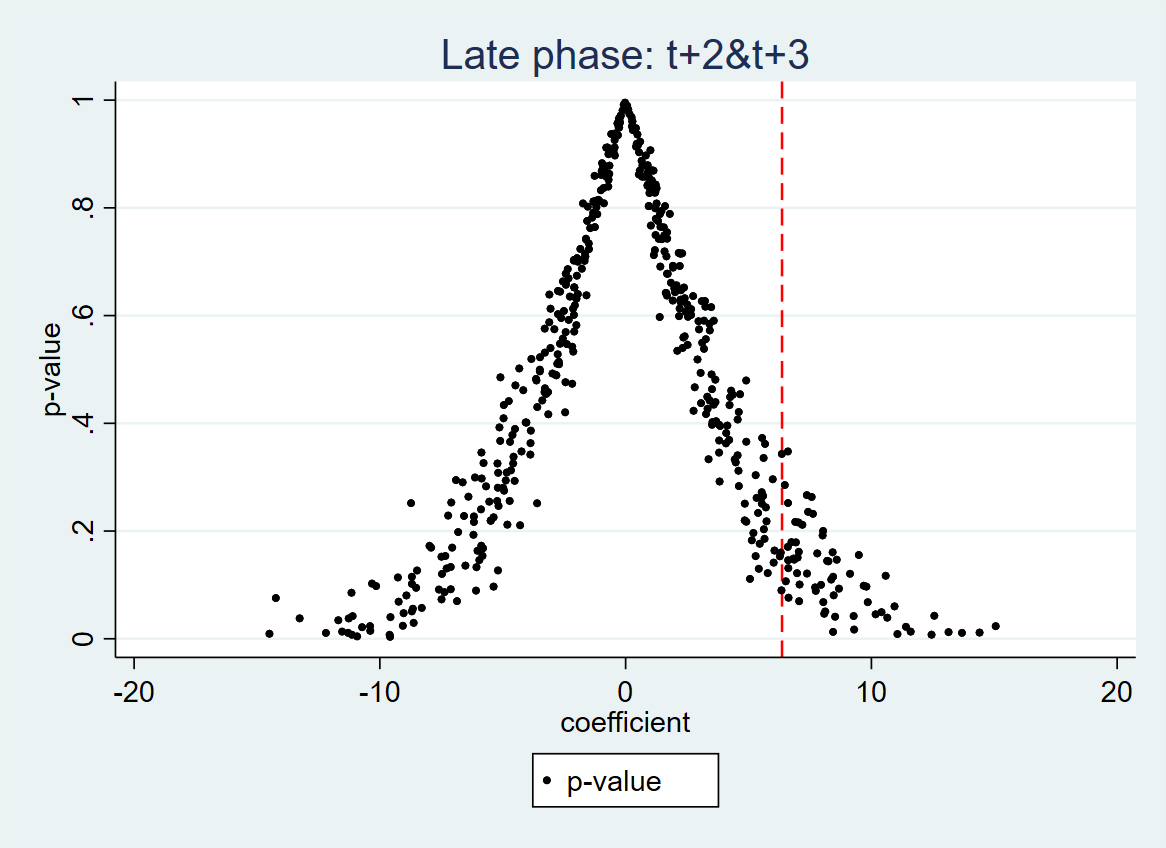 Late phase: t+2&t+3
p-value
1
.8
.6
.4
.2
0
-20 -10 0 10 20
coefficient
p-value